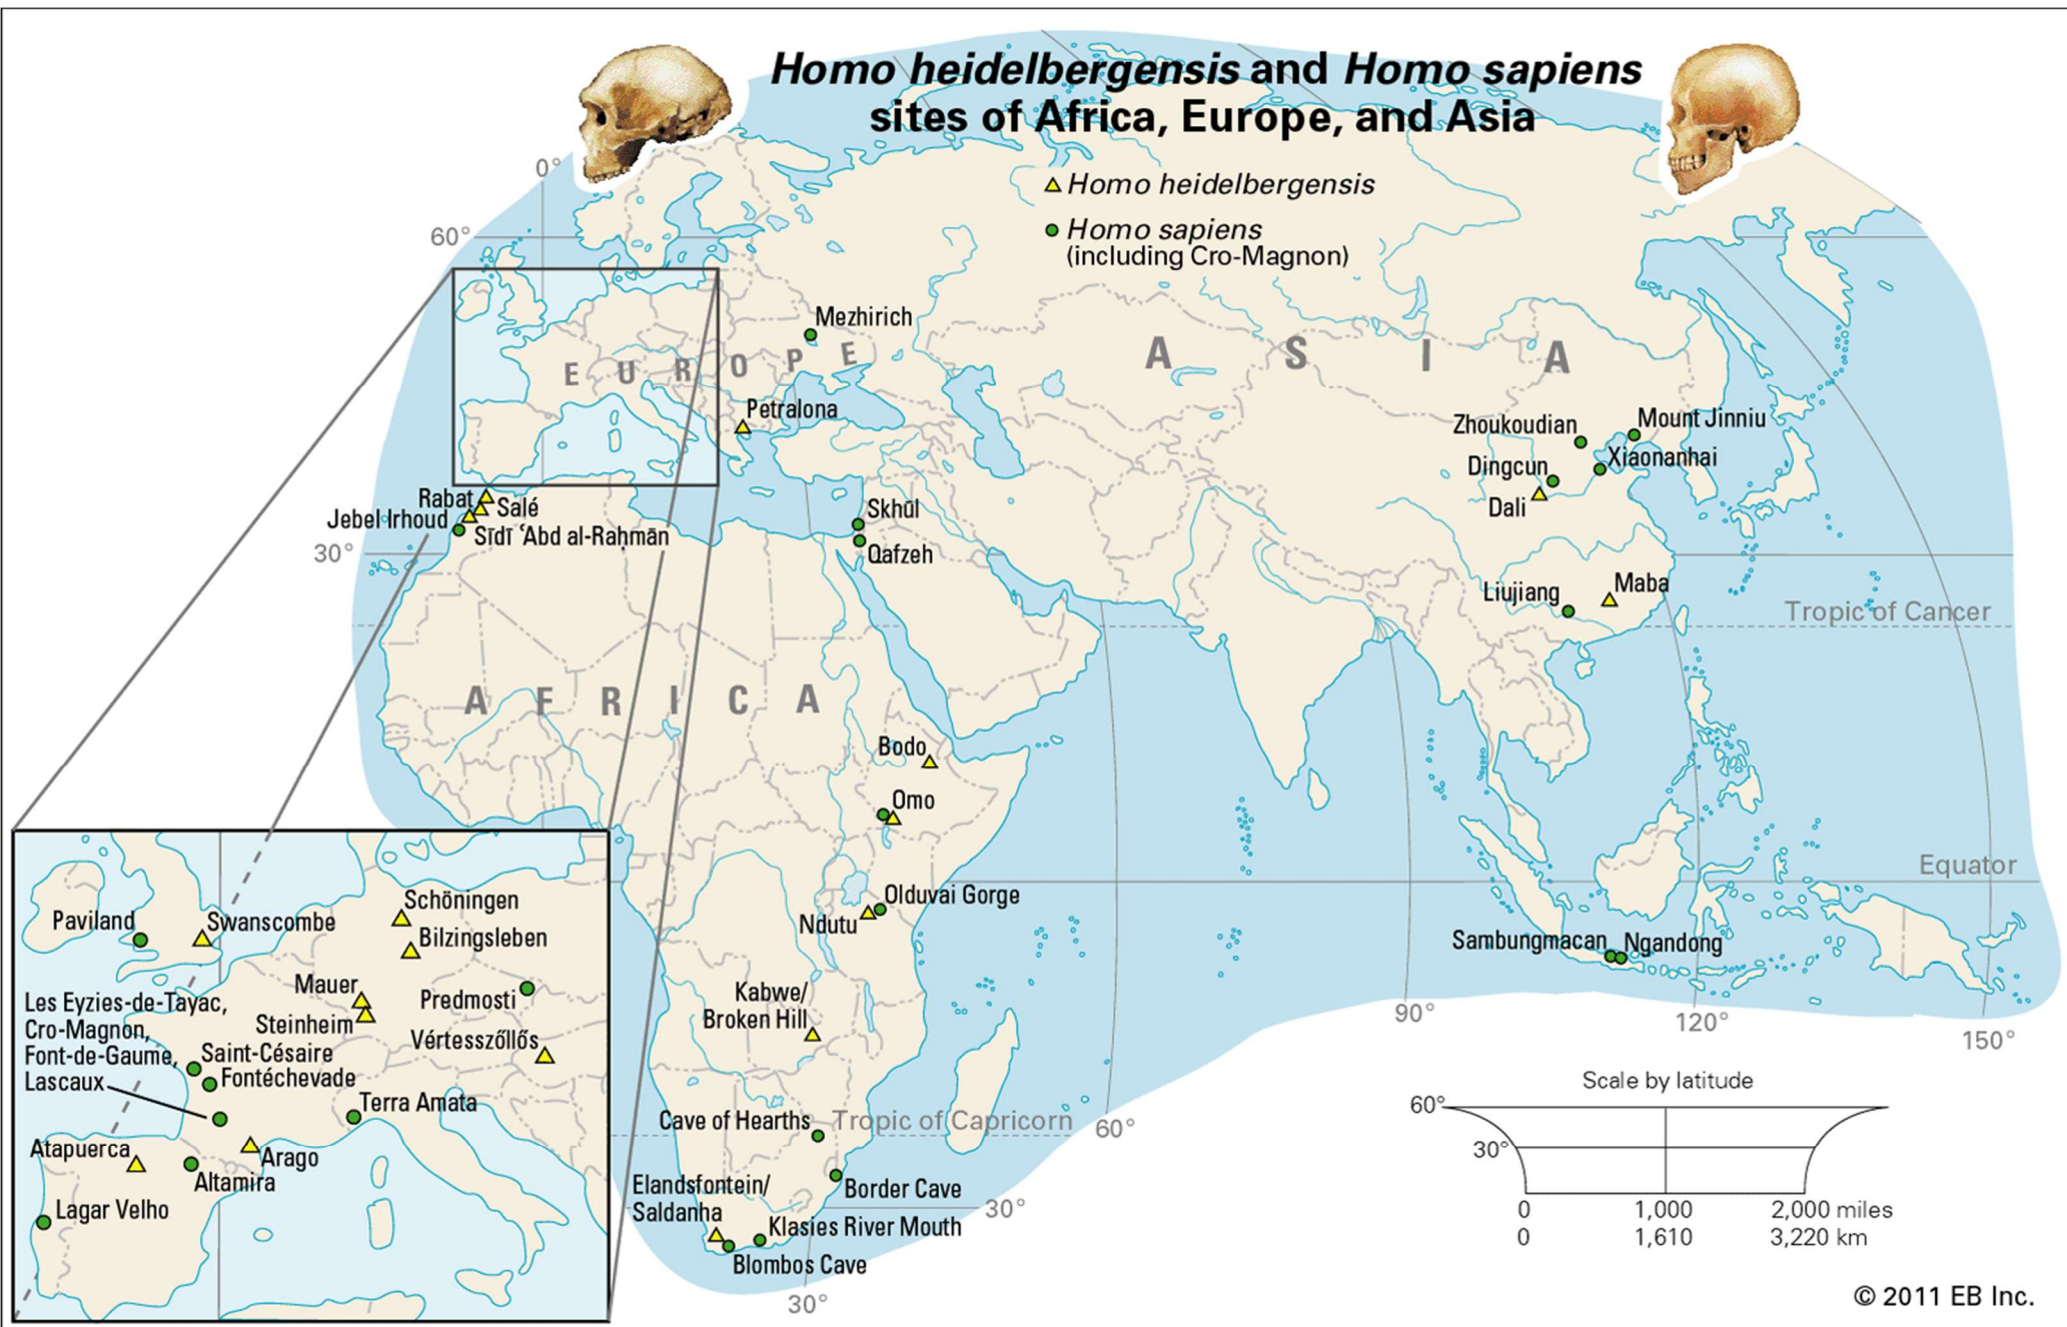 Homo heidelbergensis and Homo sapiens
sites of Africa, Europe, and Asia
Homo heidelbergensis
Homo sapiens
(including Cro-Magnon)
0°
60°
30°
EUROPE
ASIA
AFRICA
Mezhirich
Petralona
Rabat
Salé
Jebel Irhoud
Sīdī ʿAbd al-Raḥmān
Skhūl
Qafzeh
Zhoukoudian
Mount Jinniu
Dingcun
Xiaonanhai
Dali
Liujiang
Maba
Tropic of Cancer
Bodo
Omo
Equator
Olduvai Gorge
Ndutu
Sambungmacan
Ngandong
Kabwe/
Broken Hill
90°
120°
150°
Cave of Hearths
Tropic of Capricorn
60°
Border Cave
Elandsfontein/
Saldanha
30°
Klasies River Mouth
Blombos Cave
30°
Paviland
Swanscombe
Schöningen
Bilzingsleben
Mauer
Predmosti
Steinheim
Vértesszőllős
Les Eyzies-de-Tayac,
Cro-Magnon,
Font-de-Gaume,
Lascaux
Saint-Césaire
Fontéchevade
Terra Amata
Atapuerca
Arago
Altamira
Lagar Velho
Scale by latitude
60°
30°
0 1,000 2,000 miles
0 1,610 3,220 km
© 2011 EB Inc.